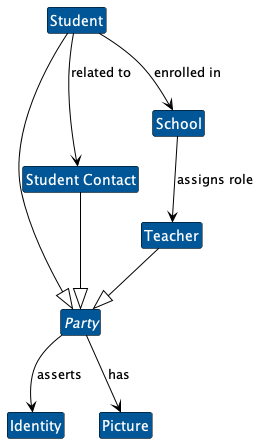 Student
related to
enrolled in
School
Student Contact
assigns role
Teacher
Party
asserts
has
Identity
Picture